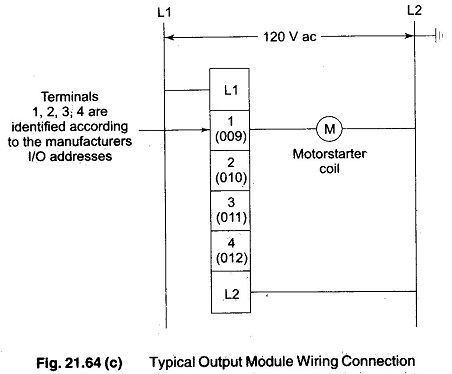 L1
L2
120 V ac
Terminals
1, 2, 3, 4 are
identified according
to the manufacturers
I/O addresses
L1
1
(009)
2
(010)
3
(011)
4
(012)
L2
M
Motorstarter
coil
Fig. 21.64 (c) Typical Output Module Wiring Connection